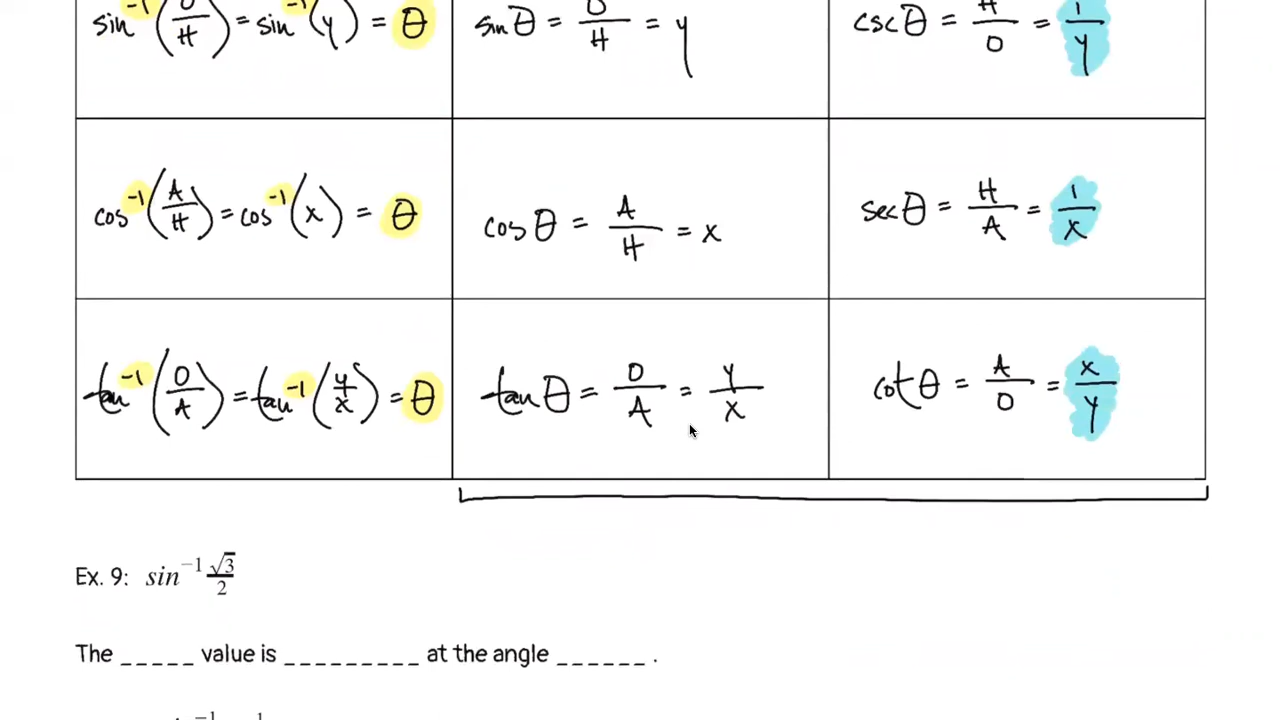 sin⁻¹(O/H) = sin⁻¹(y) = θ
sinθ = O/H = y
cscθ = H/O = 1/y
cos⁻¹(A/H) = cos⁻¹(x) = θ
cosθ = A/H = x
secθ = H/A = 1/x
tan⁻¹(O/A) = tan⁻¹(y/x) = θ
tanθ = O/A = y/x
cotθ = A/O = x/y
Ex. 9: sin⁻¹ √3/2
The _____ value is _________ at the angle ______ .